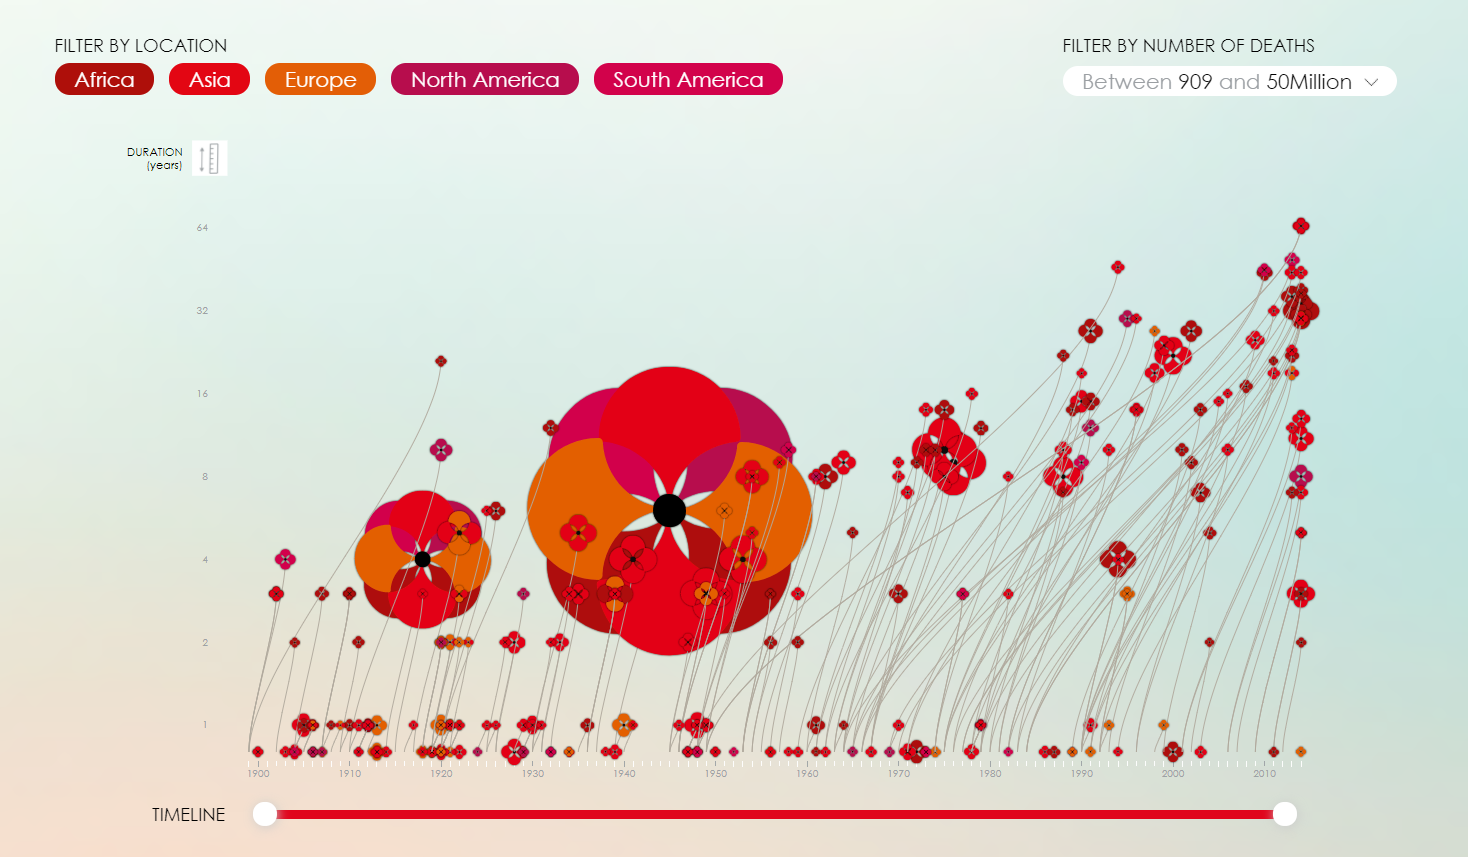 FILTER BY LOCATION
FILTER BY NUMBER OF DEATHS
Africa Asia Europe North America South America
Between 909 and 50Million
DURATION
(years)
64
32
16
8
4
2
1
1900 1910 1920 1930 1940 1950 1960 1970 1980 1990 2000 2010
TIMELINE